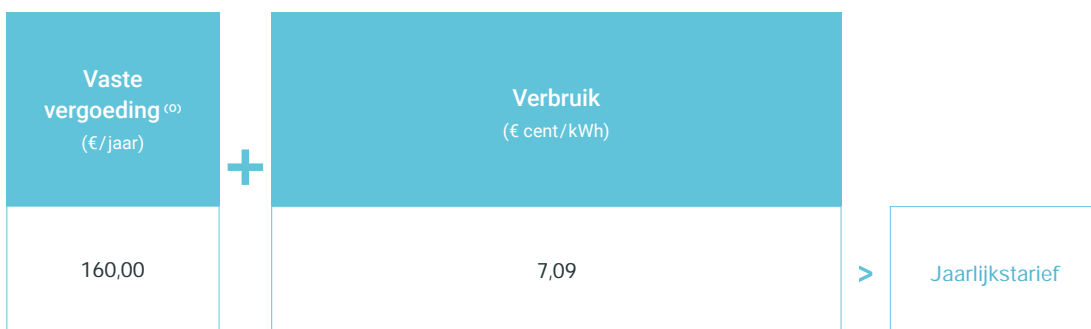 Vaste
vergoeding (o)
(€/jaar)
+
Verbruik
(€ cent/kWh)
160,00
7,09
>
Jaarlijkstarief